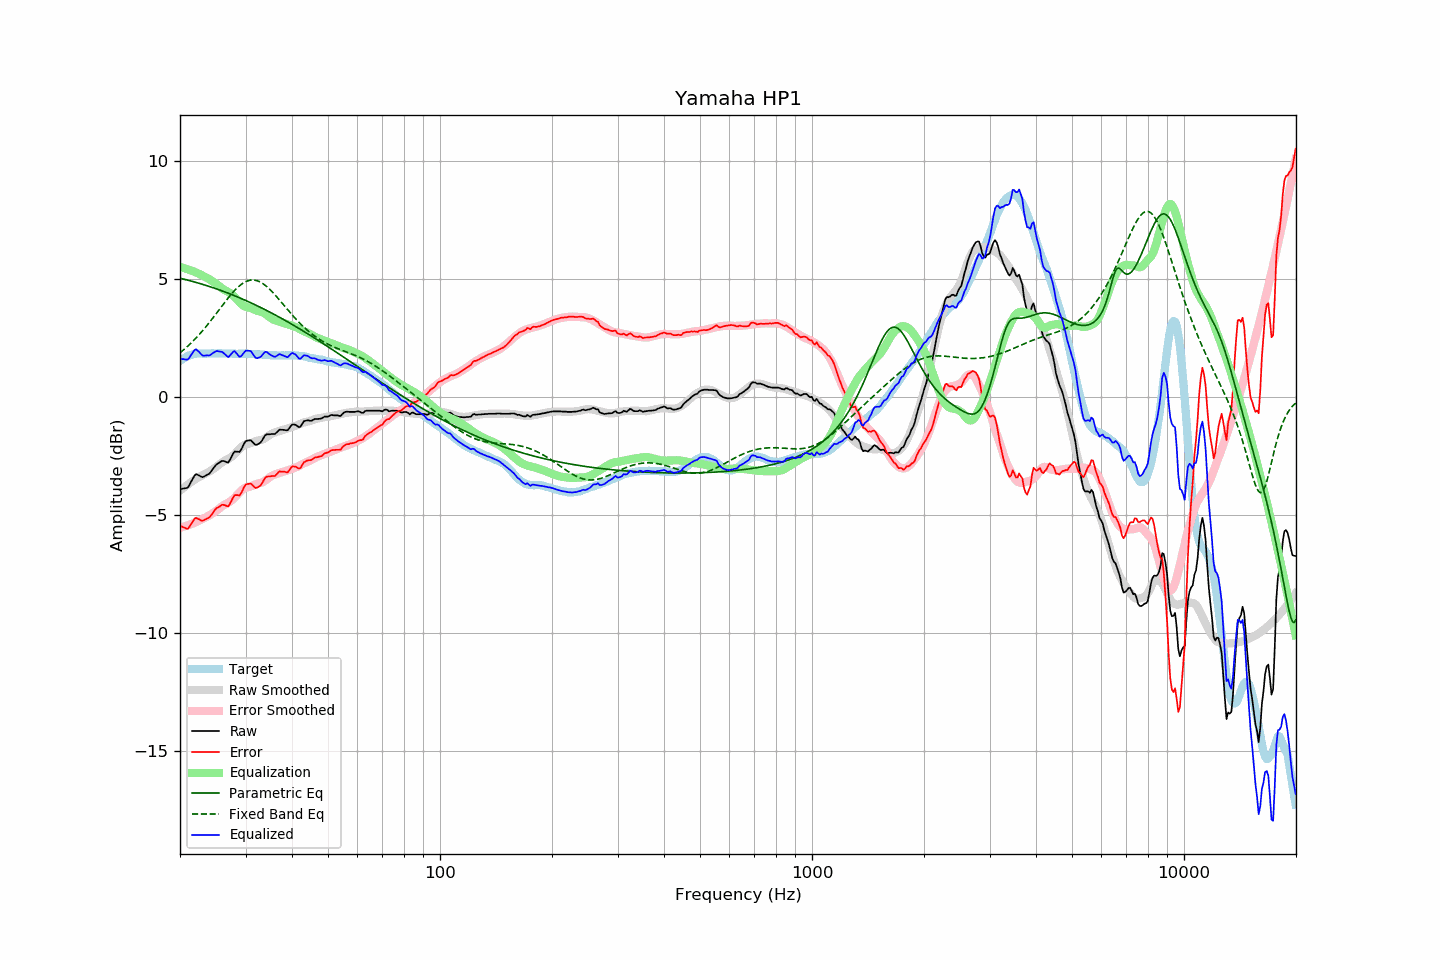 Yamaha HP1
10
5
0
−5
−10
−15
Amplitude (dBr)
Target
Raw Smoothed
Error Smoothed
Raw
Error
Equalization
Parametric Eq
Fixed Band Eq
Equalized
100
1000
10000
Frequency (Hz)